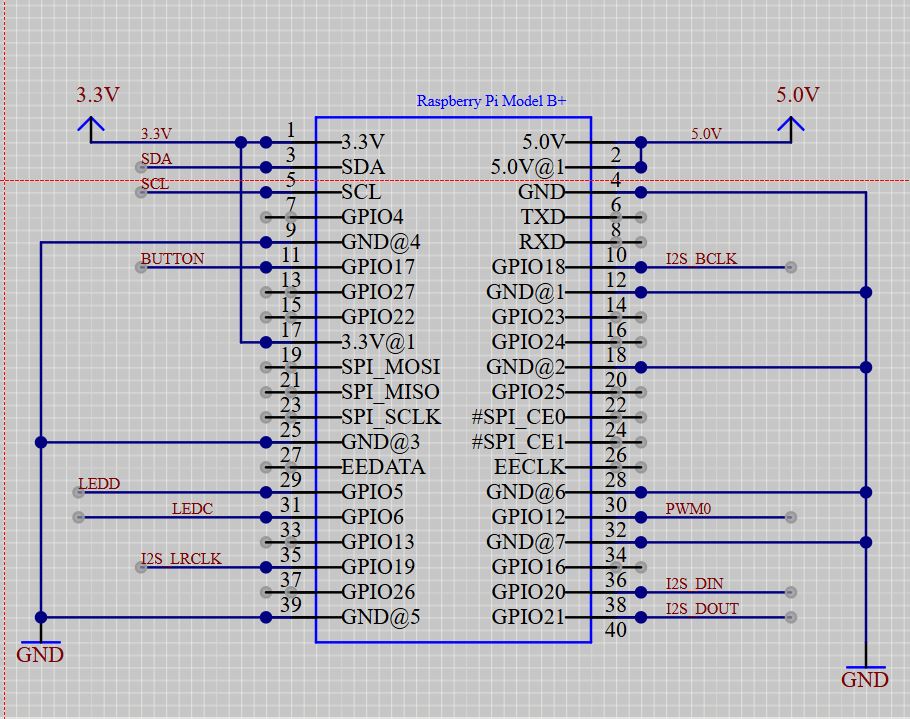 Raspberry Pi Model B+
3.3V 5.0V
3.3V 1 3.3V 5.0V 5.0V
SDA 3 SDA 5.0V@1 2
SCL 5 SCL GND 4
7 GPIO4 TXD 6
9 GND@4 RXD 8
BUTTON 11 GPIO17 GPIO18 10 I2S_BCLK
13 GPIO27 GND@1 12
15 GPIO22 GPIO23 14
17 3.3V@1 GPIO24 16
19 SPI_MOSI GND@2 18
21 SPI_MISO GPIO25 20
23 SPI_SCLK #SPI_CE0 22
25 GND@3 #SPI_CE1 24
27 EEDATA EECLK 26
LEDD 29 GPIO5 GND@6 28
LEDC 31 GPIO6 GPIO12 30 PWM0
33 GPIO13 GND@7 32
I2S_LRCLK 35 GPIO19 GPIO16 34
37 GPIO26 GPIO20 36 I2S_DIN
39 GND@5 GPIO21 38 I2S_DOUT
40
GND
GND